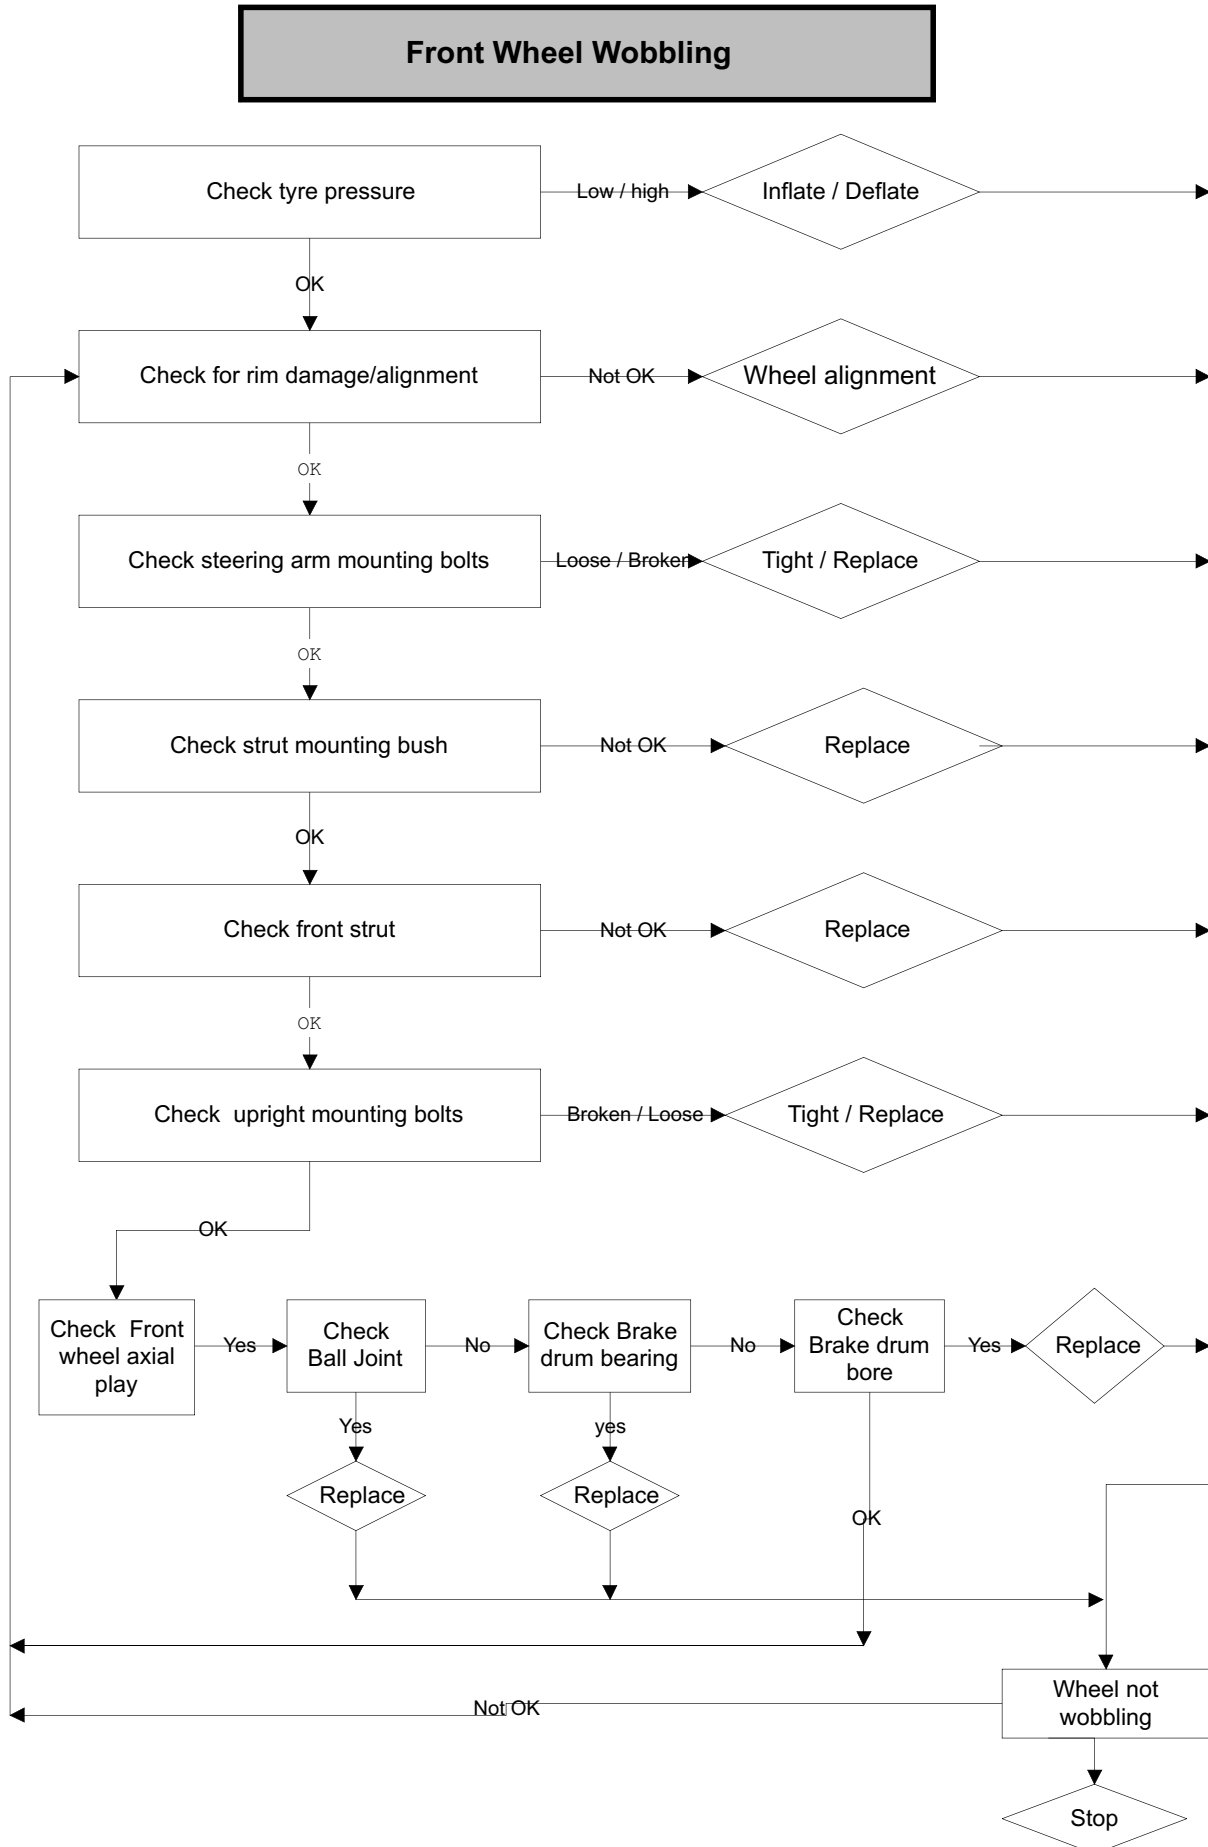 Front Wheel Wobbling
Check tyre pressure
Low / high
Inflate / Deflate
OK
Check for rim damage/alignment
Not OK
Wheel alignment
OK
Check steering arm mounting bolts
Loose / Broken
Tight / Replace
OK
Check strut mounting bush
Not OK
Replace
OK
Check front strut
Not OK
Replace
OK
Check upright mounting bolts
Broken / Loose
Tight / Replace
OK
Check Front
wheel axial
play
Yes
Check
Ball Joint
No
Check Brake
drum bearing
No
Check
Brake drum
bore
Yes
Replace
Yes
yes
Replace
Replace
OK
Wheel not
wobbling
Not OK
Stop